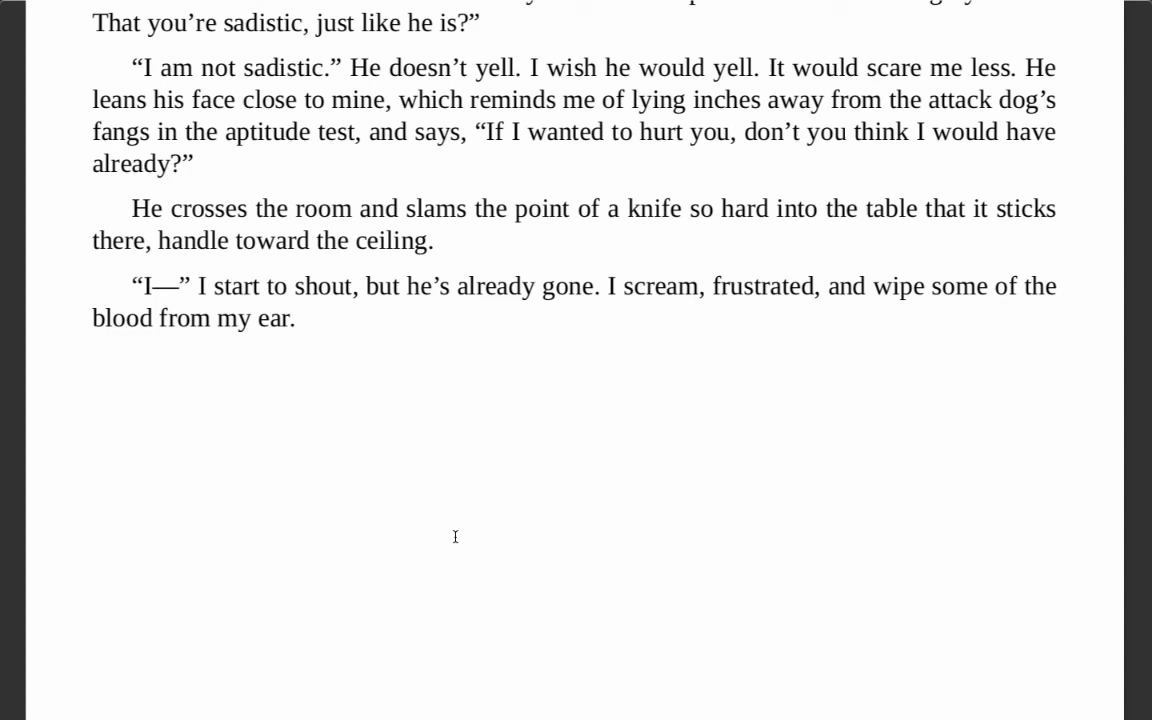 That you’re sadistic, just like he is?”
“I am not sadistic.” He doesn’t yell. I wish he would yell. It would scare me less. He
leans his face close to mine, which reminds me of lying inches away from the attack dog’s
fangs in the aptitude test, and says, “If I wanted to hurt you, don’t you think I would have
already?”
He crosses the room and slams the point of a knife so hard into the table that it sticks
there, handle toward the ceiling.
“I—” I start to shout, but he’s already gone. I scream, frustrated, and wipe some of the
blood from my ear.